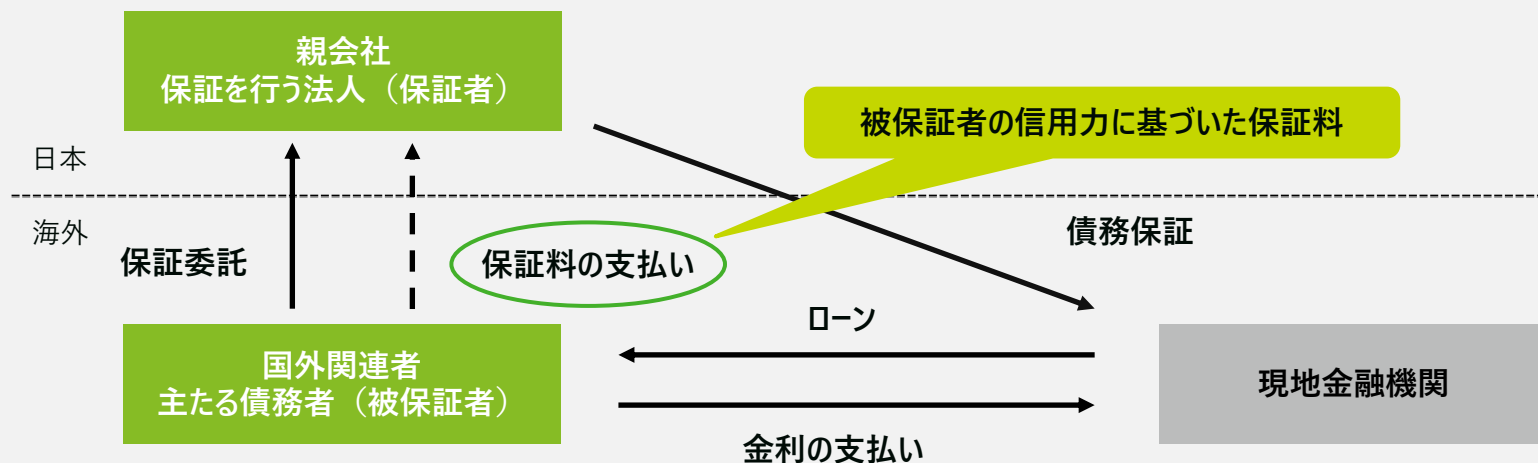 親会社
保証を行う法人（保証者）
被保証者の信用力に基づいた保証料
日本
海外
債務保証
保証委託
保証料の支払い
ローン
国外関連者
主たる債務者（被保証者）
現地金融機関
金利の支払い